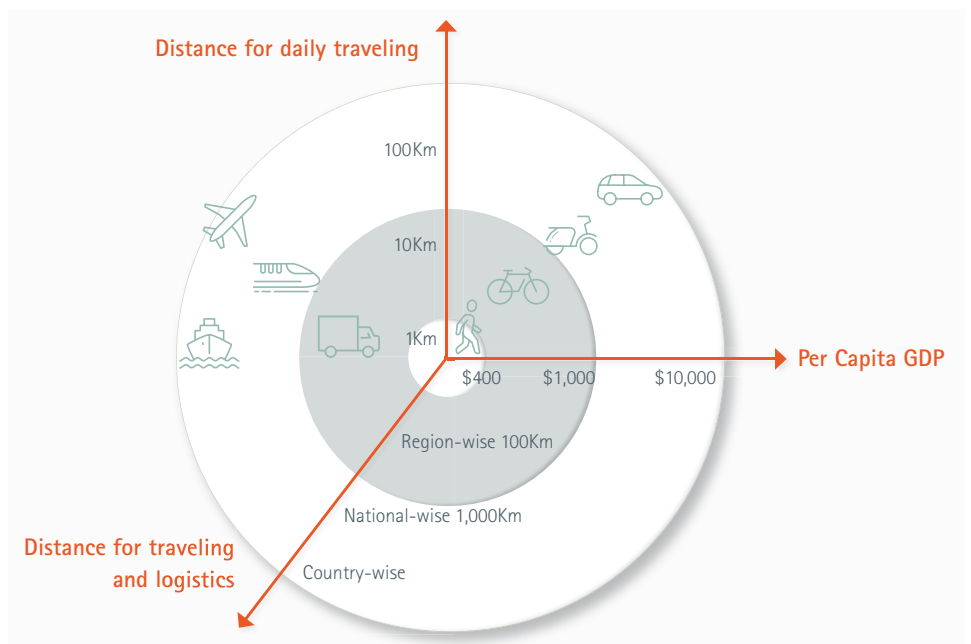 Distance for daily traveling
100Km
10Km
1Km
Per Capita GDP
$400
$1,000
$10,000
Region-wise 100Km
National-wise 1,000Km
Distance for traveling
and logistics
Country-wise